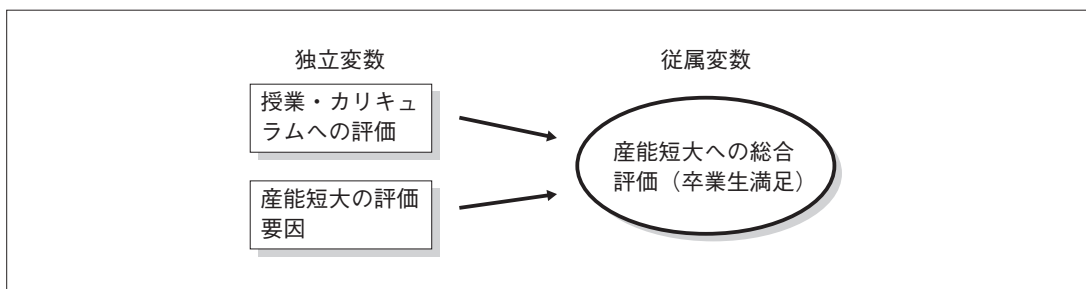 独立変数
従属変数
授業・カリキュ
ラムへの評価
産能短大への総合
評価（卒業生満足）
産能短大の評価
要因